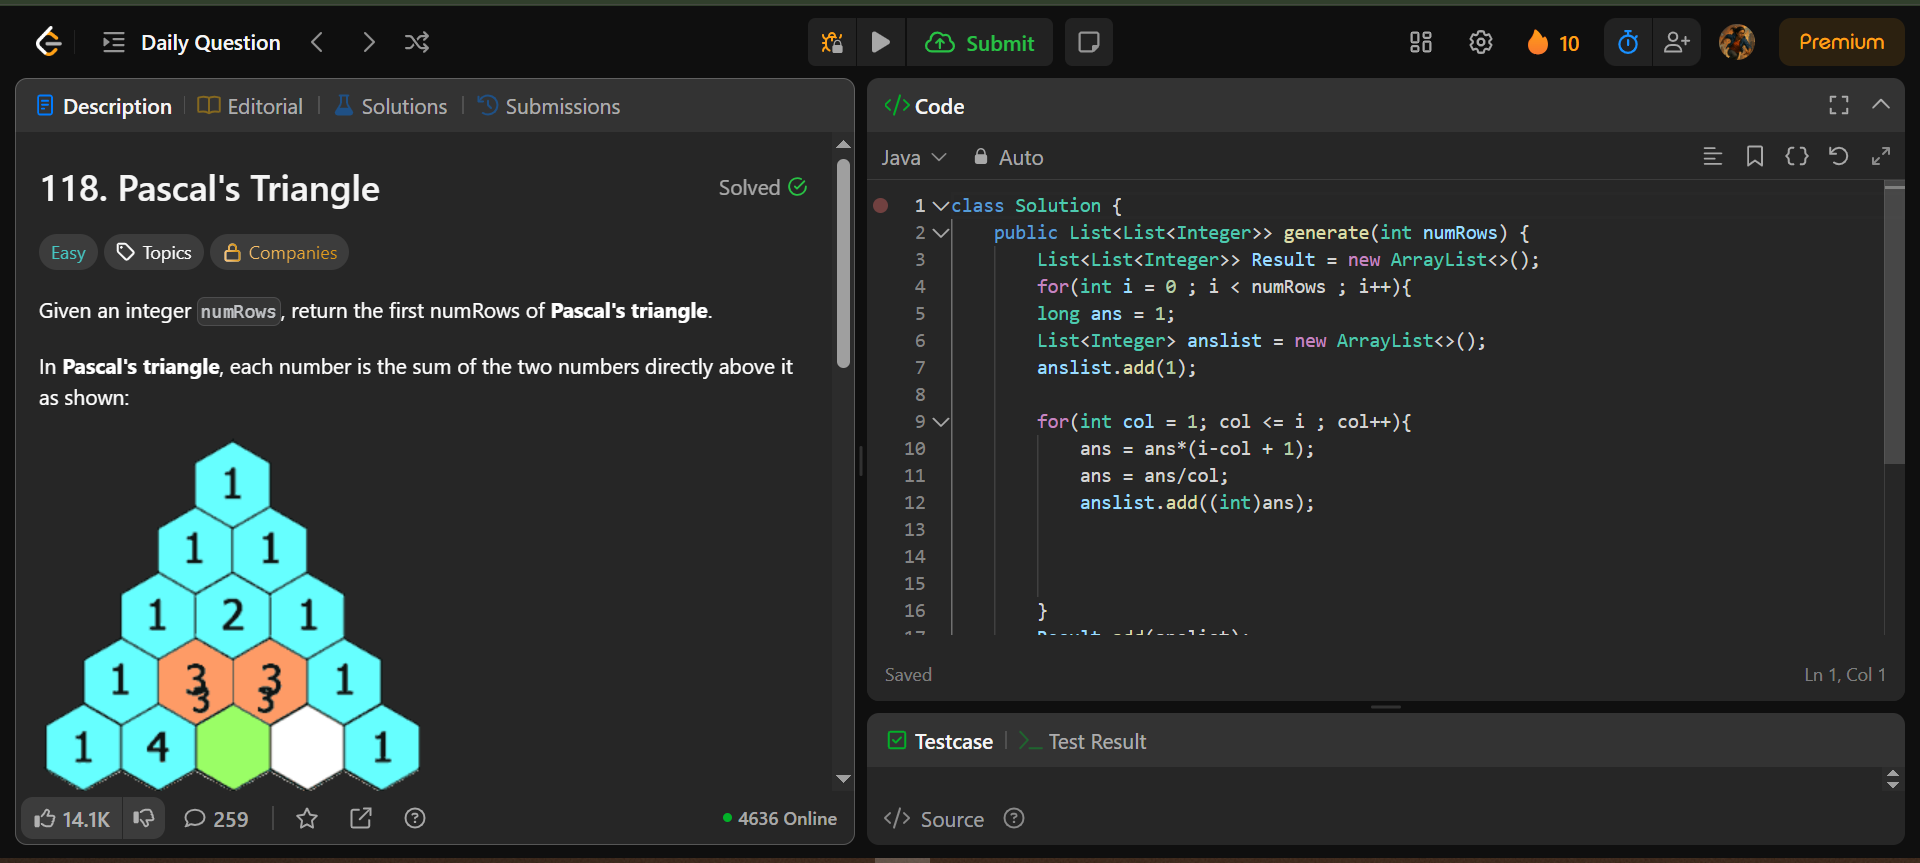 Daily Question
Submit
10
Premium
Description
Editorial
Solutions
Submissions
118. Pascal's Triangle
Solved
Easy
Topics
Companies
Given an integer numRows, return the first numRows of Pascal's triangle.
In Pascal's triangle, each number is the sum of the two numbers directly above it
as shown:
1
1 1
1 2 1
1 3 3 1
3 3
1 4 1
14.1K
259
4636 Online
</> Code
Java
Auto
1 class Solution {
2 public List<List<Integer>> generate(int numRows) {
3 List<List<Integer>> Result = new ArrayList<>();
4 for(int i = 0 ; i < numRows ; i++){
5 long ans = 1;
6 List<Integer> anslist = new ArrayList<>();
7 anslist.add(1);
8
9 for(int col = 1; col <= i ; col++){
10 ans = ans*(i-col + 1);
11 ans = ans/col;
12 anslist.add((int)ans);
13
14
15
16 }
17 Result.add(anslist);
Saved
Ln 1, Col 1
Testcase
Test Result
</> Source